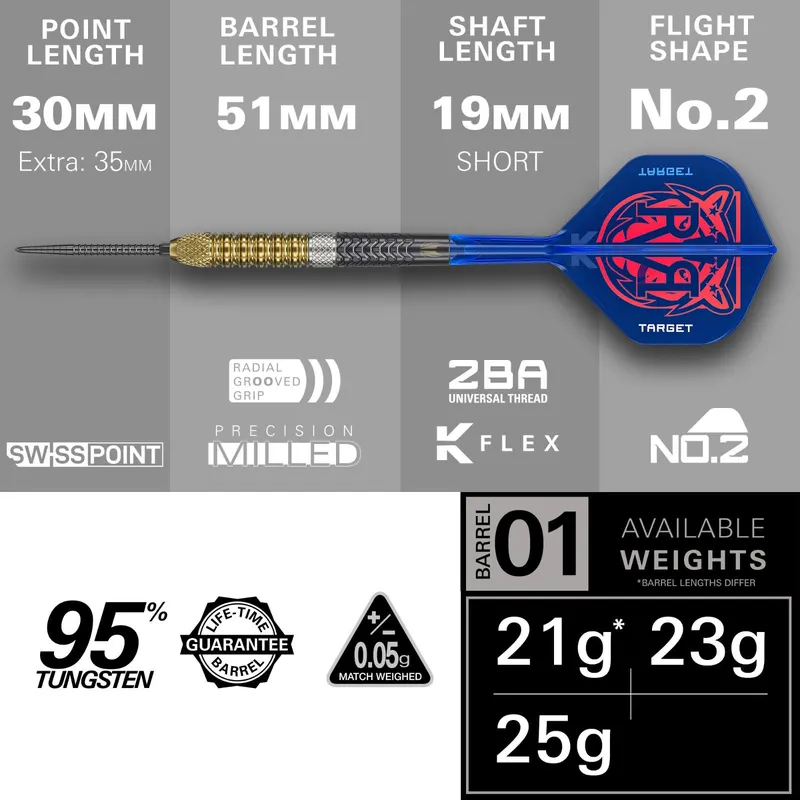 POINT
LENGTH
30MM
Extra: 35MM
BARREL
LENGTH
51MM
SHAFT
LENGTH
19MM
SHORT
FLIGHT
SHAPE
No.2
TARGET
K
RR
TARGET
SWISSPOINT
RADIAL
GROOVED
GRIP
PRECISION
MILLED
2BA
UNIVERSAL THREAD
K FLEX
NO.2
95%
TUNGSTEN
LIFE-TIME
GUARANTEE
BARREL
+/-
0.05g
MATCH WEIGHED
BARREL
01
AVAILABLE
WEIGHTS
*BARREL LENGTHS DIFFER
21g* 23g
25g